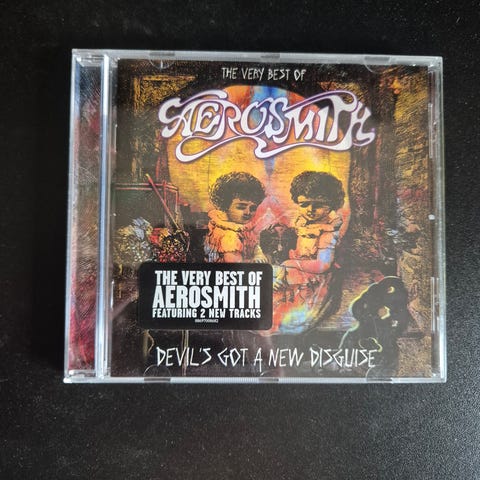 THE VERY BEST OF
AEROSMITH
THE VERY BEST OF
AEROSMITH
FEATURING 2 NEW TRACKS
DEVIL'S GOT A NEW DISGUISE